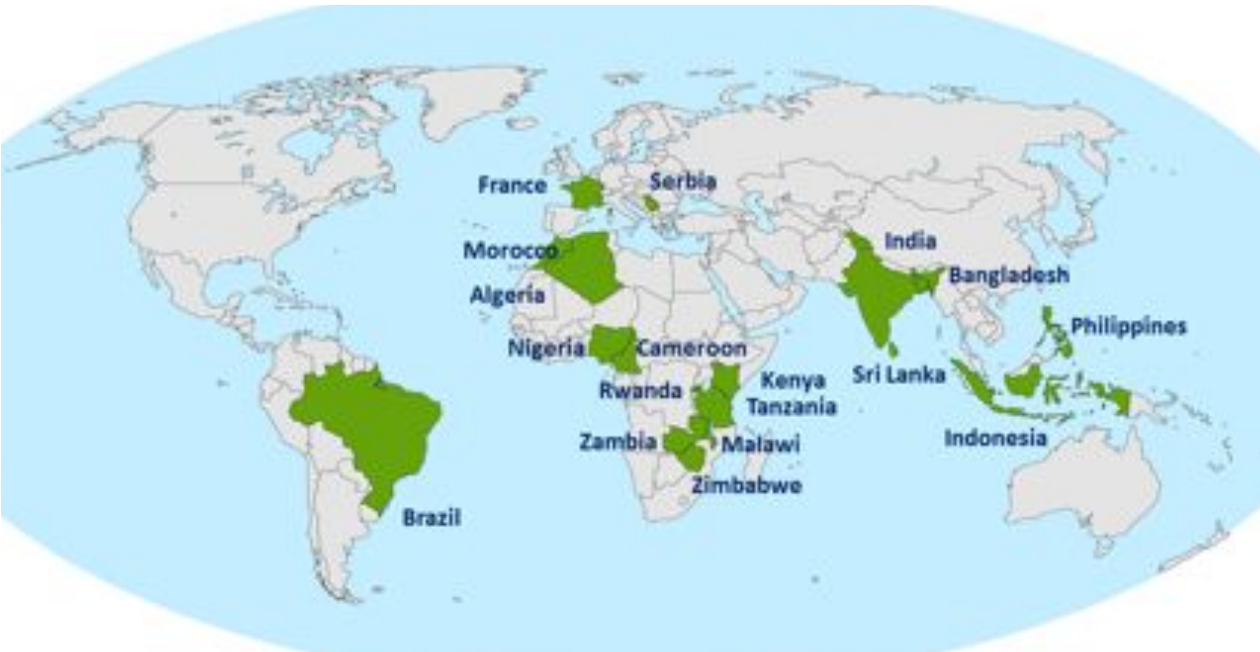 France
Serbia
Morocco
India
Bangladesh
Algeria
Philippines
Nigeria
Cameroon
Sri Lanka
Kenya
Rwanda
Tanzania
Zambia
Malawi
Indonesia
Zimbabwe
Brazil